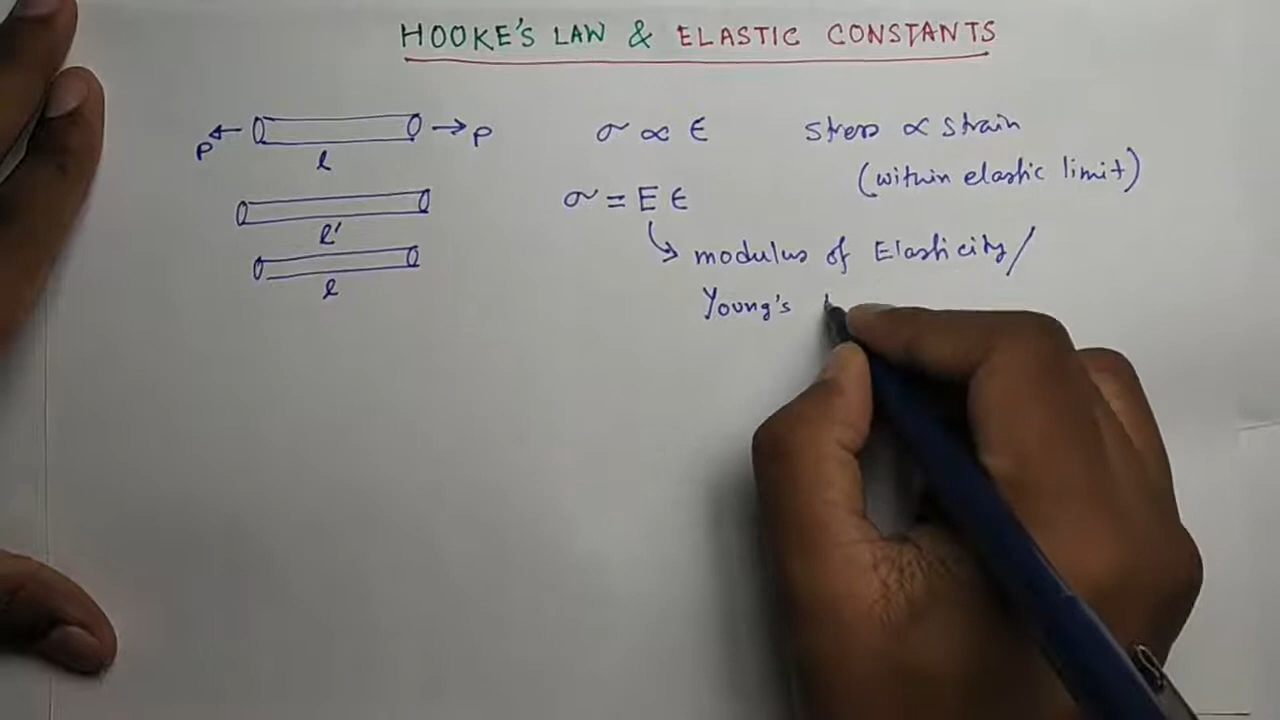 HOOKE'S LAW & ELASTIC CONSTANTS
P ← → P
l
σ ∝ ϵ
stress ∝ strain
(within elastic limit)
l'
σ = E ϵ
l
modulus of Elasticity/
Young's